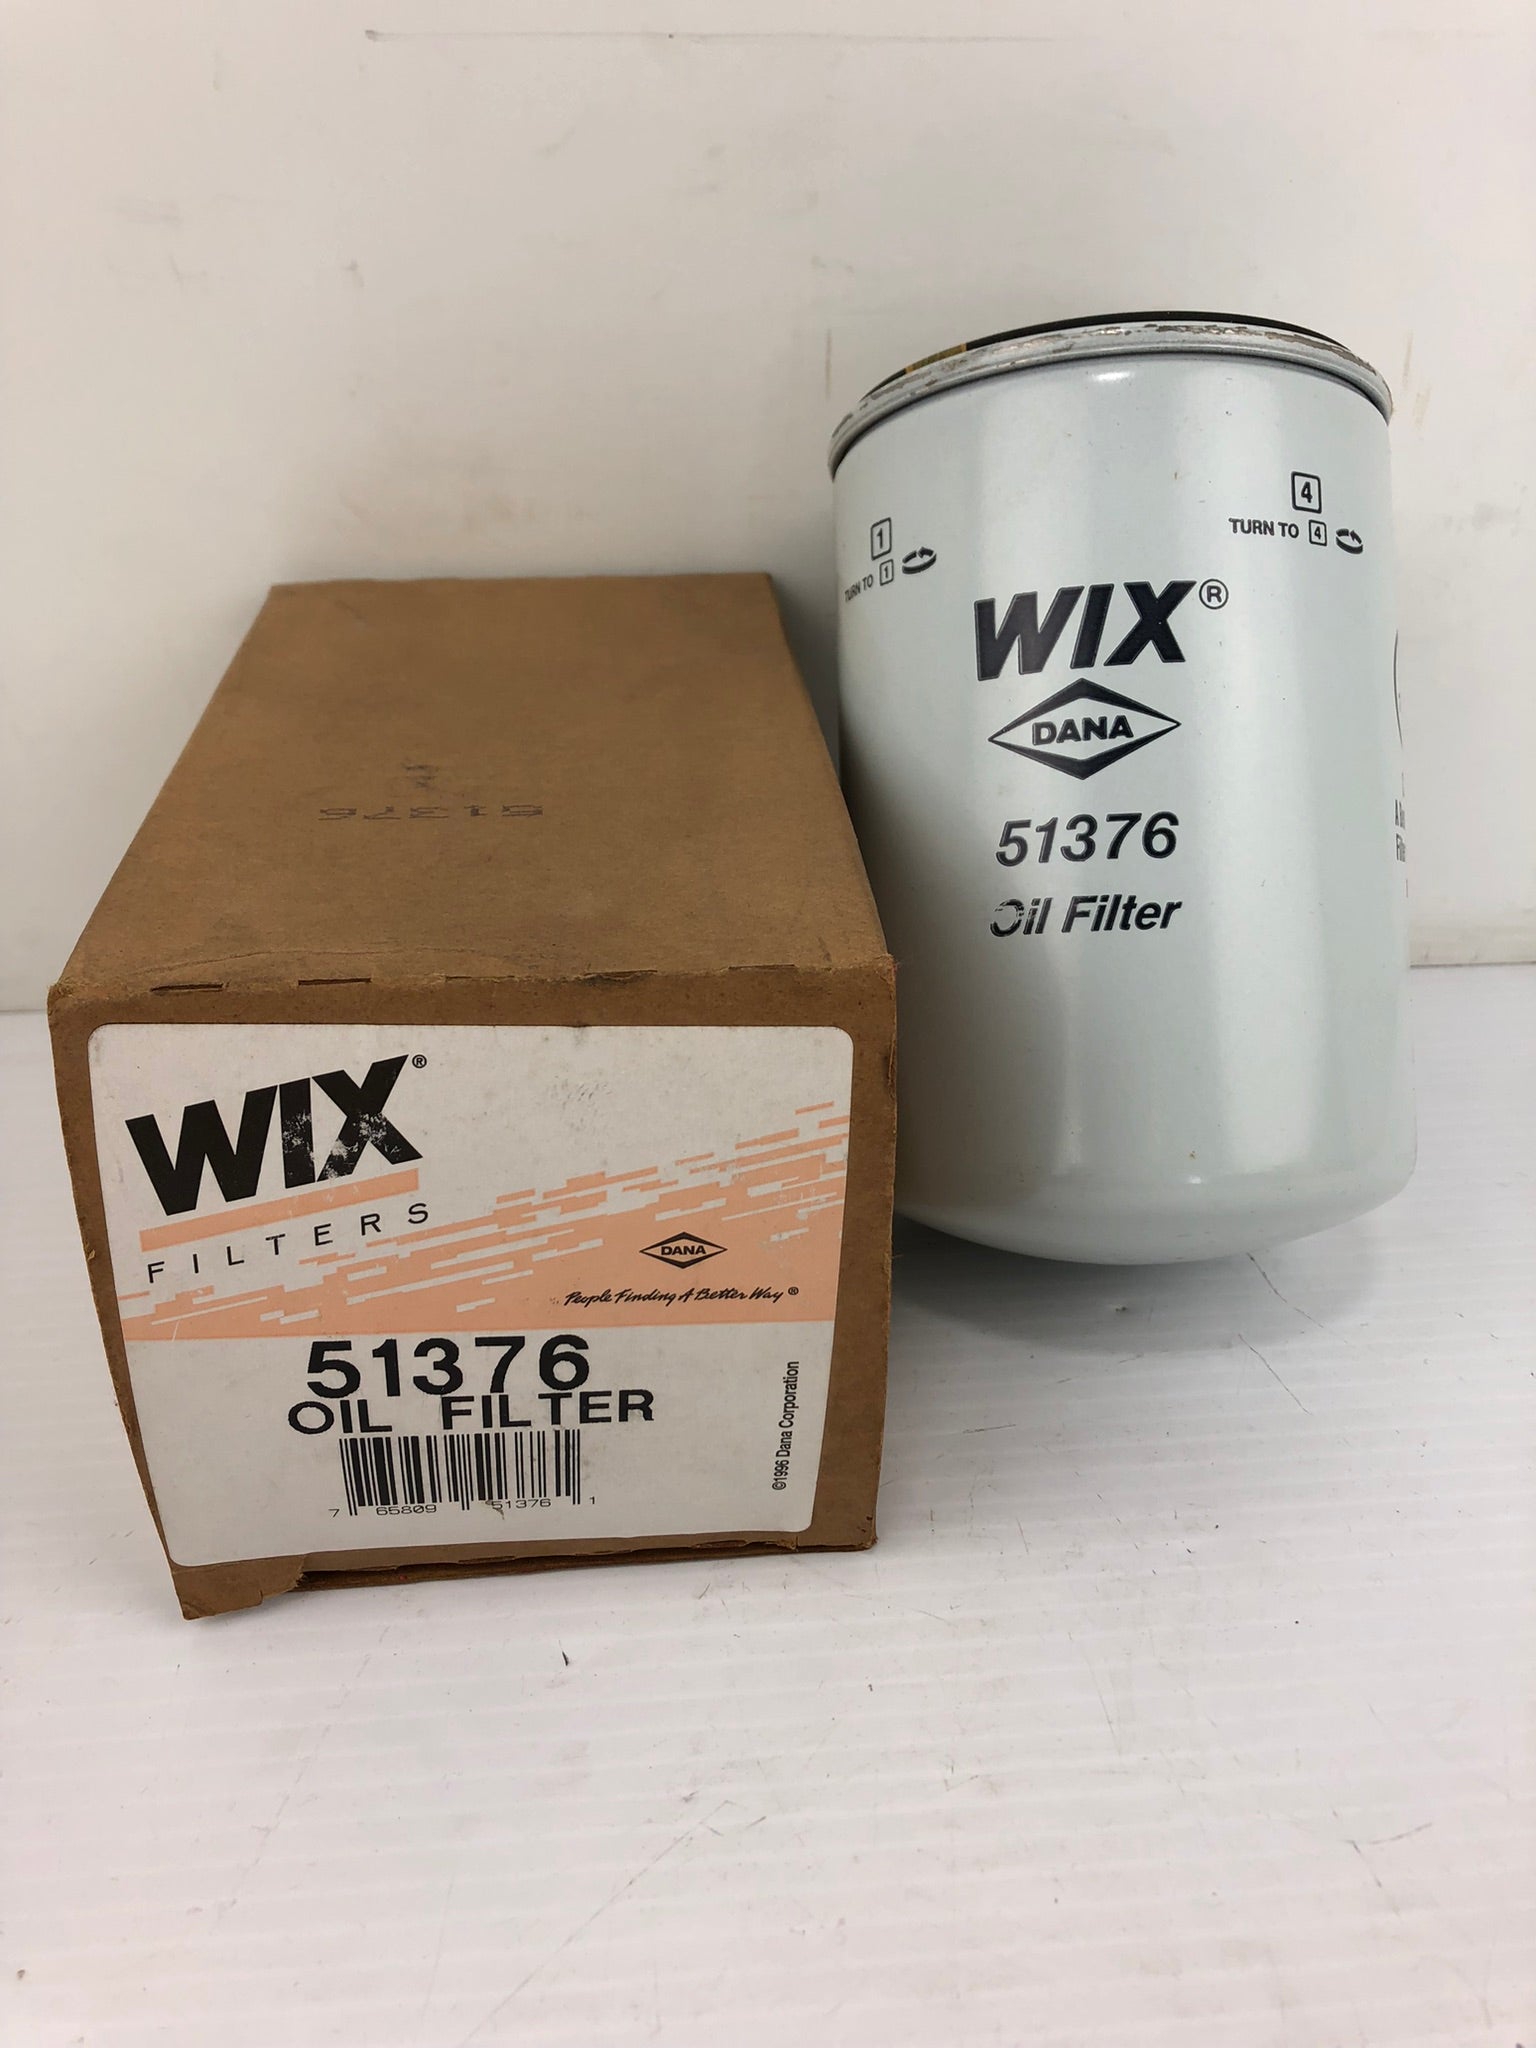 51376
WIX®
FILTERS
DANA
People Finding A Better Way®
51376
OIL FILTER
7 65809 51376 1
©1996 Dana Corporation
1
TURN TO 1
4
TURN TO 4
WIX®
DANA
51376
Oil Filter